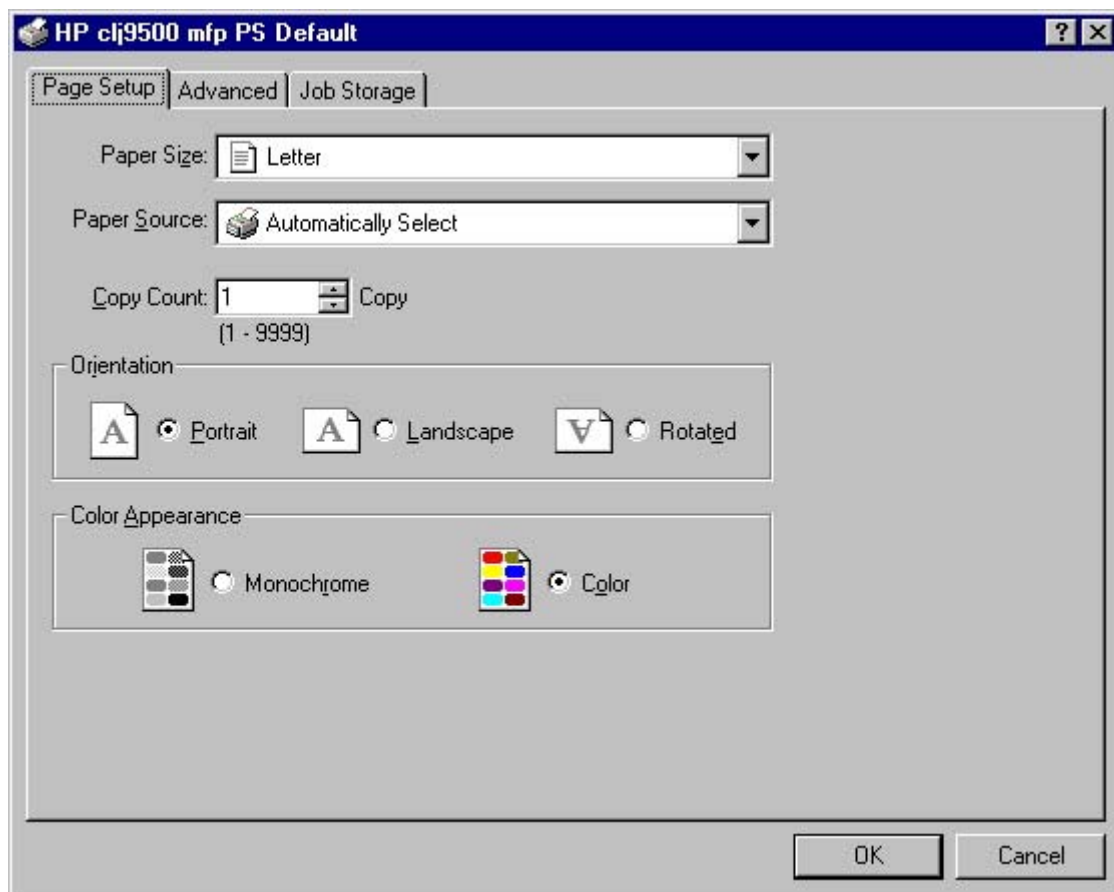 HP clj9500 mfp PS Default
Page Setup Advanced Job Storage
Paper Size: Letter
Paper Source: Automatically Select
Copy Count: 1 Copy
(1 - 9999)
Orientation
A Portrait A Landscape A Rotated
Color Appearance
Monochrome Color
OK Cancel